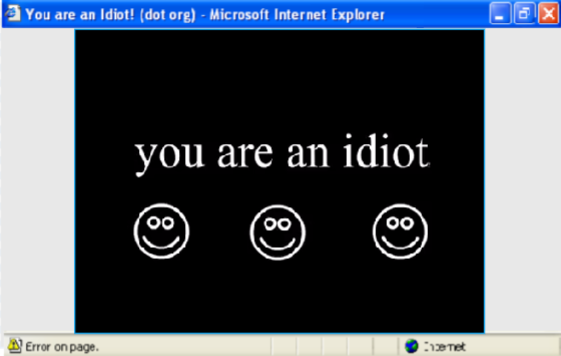 You are an Idiot! (dot org) - Microsoft Internet Explorer
you are an idiot
Error on page.
Internet